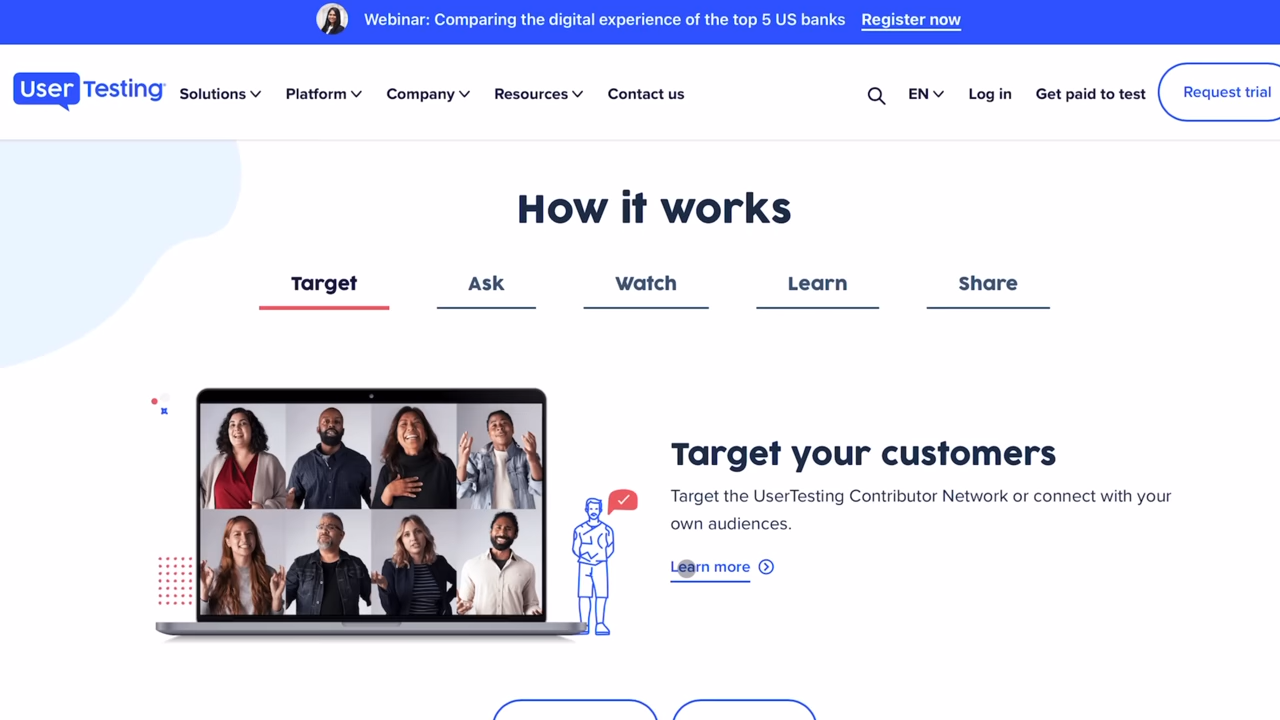 Webinar: Comparing the digital experience of the top 5 US banks Register now
UserTesting Solutions Platform Company Resources Contact us EN Log in Get paid to test Request trial
How it works
Target Ask Watch Learn Share
Target your customers
Target the UserTesting Contributor Network or connect with your
own audiences.
Learn more